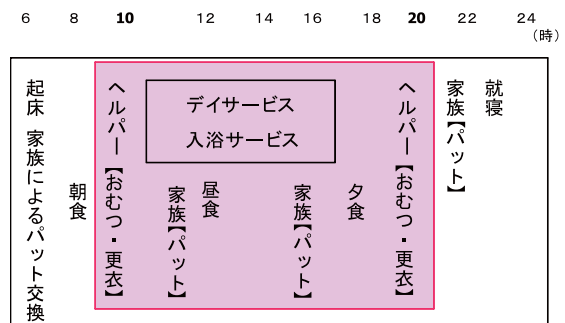 6 8 10 12 14 16 18 20 22 24
（時）
起床 家族によるパット交換
朝食
ヘルパー【おむつ・更衣】
デイサービス
入浴サービス
家族【パット】
昼食
家族【パット】
夕食
ヘルパー【おむつ・更衣】
家族【パット】
就寝